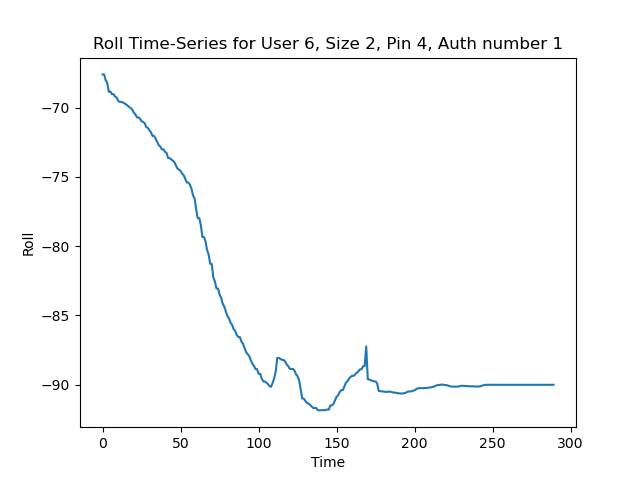 Roll Time-Series for User 6, Size 2, Pin 4, Auth number 1
−70
−75
−80
−85
−90
Roll
0 50 100 150 200 250 300
Time